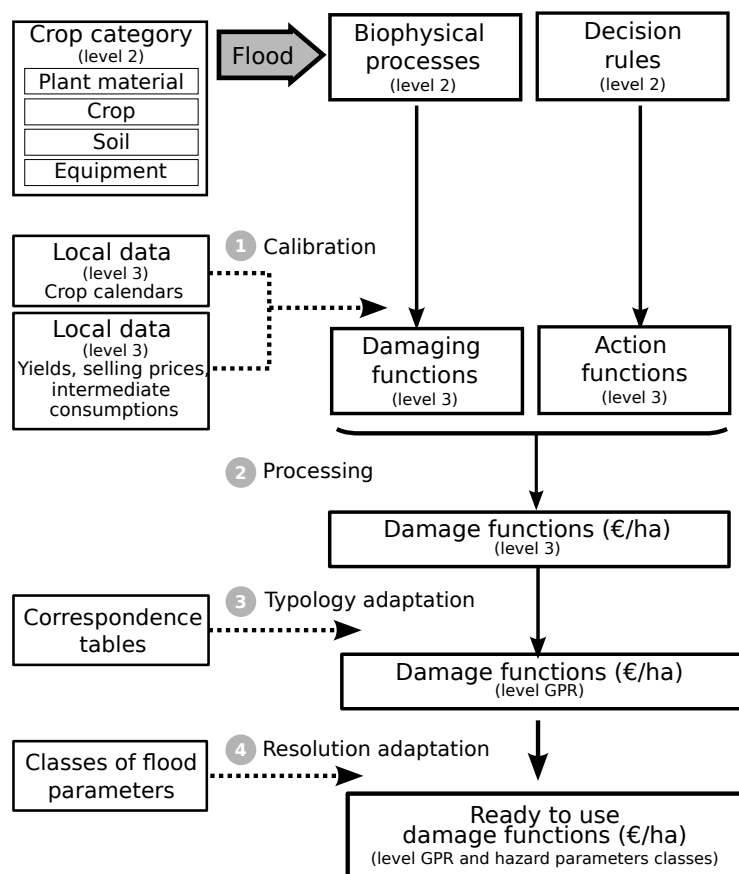 Crop category
(level 2)
Plant material
Crop
Soil
Equipment
Flood
Biophysical
processes
(level 2)
Decision
rules
(level 2)
Local data
(level 3)
Crop calendars
Local data
(level 3)
Yields, selling prices,
intermediate
consumptions
1 Calibration
Damaging
functions
(level 3)
Action
functions
(level 3)
2 Processing
Damage functions (€/ha)
(level 3)
3 Typology adaptation
Correspondence
tables
Damage functions (€/ha)
(level GPR)
4 Resolution adaptation
Classes of flood
parameters
Ready to use
damage functions (€/ha)
(level GPR and hazard parameters classes)